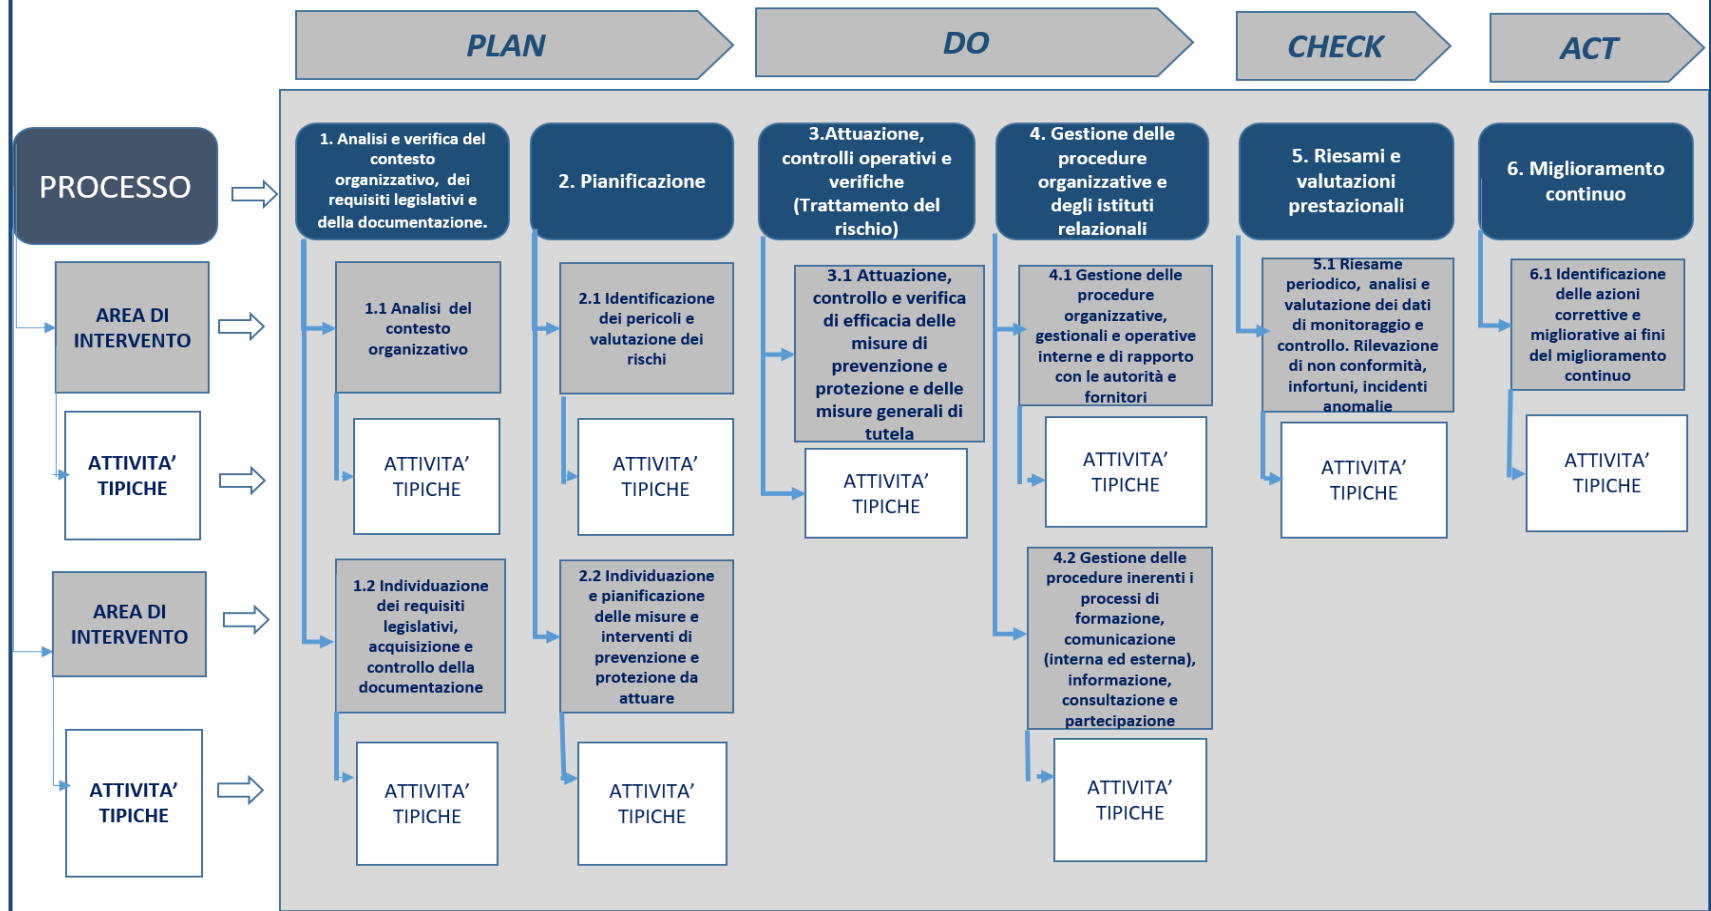 PLAN
DO
CHECK
ACT
PROCESSO
1. Analisi e verifica del
contesto
organizzativo, dei
requisiti legislativi e
della documentazione.
2. Pianificazione
3.Attuazione,
controlli operativi e
verifiche
(Trattamento del
rischio)
4. Gestione delle
procedure
organizzative e
degli istituti
relazionali
5. Riesami e
valutazioni
prestazionali
6. Miglioramento
continuo
AREA DI
INTERVENTO
1.1 Analisi del
contesto
organizzativo
2.1 Identificazione
dei pericoli e
valutazione dei
rischi
3.1 Attuazione,
controllo e verifica
di efficacia delle
misure di
prevenzione e
protezione e delle
misure generali di
tutela
4.1 Gestione delle
procedure
organizzative,
gestionali e operative
interne e di rapporto
con le autorità e
fornitori
5.1 Riesame
periodico, analisi e
valutazione dei dati
di monitoraggio e
controllo. Rilevazione
di non conformità,
infortuni, incidenti
anomalie
6.1 Identificazione
delle azioni
correttive e
migliorative ai fini
del miglioramento
continuo
ATTIVITA’
TIPICHE
ATTIVITA’
TIPICHE
ATTIVITA’
TIPICHE
ATTIVITA’
TIPICHE
ATTIVITA’
TIPICHE
ATTIVITA’
TIPICHE
ATTIVITA’
TIPICHE
AREA DI
INTERVENTO
1.2 Individuazione
dei requisiti
legislativi,
acquisizione e
controllo della
documentazione
2.2 Individuazione
e pianificazione
delle misure e
interventi di
prevenzione e
protezione da
attuare
4.2 Gestione delle
procedure inerenti i
processi di
formazione,
comunicazione
(interna ed esterna),
informazione,
consultazione e
partecipazione
ATTIVITA’
TIPICHE
ATTIVITA’
TIPICHE
ATTIVITA’
TIPICHE
ATTIVITA’
TIPICHE